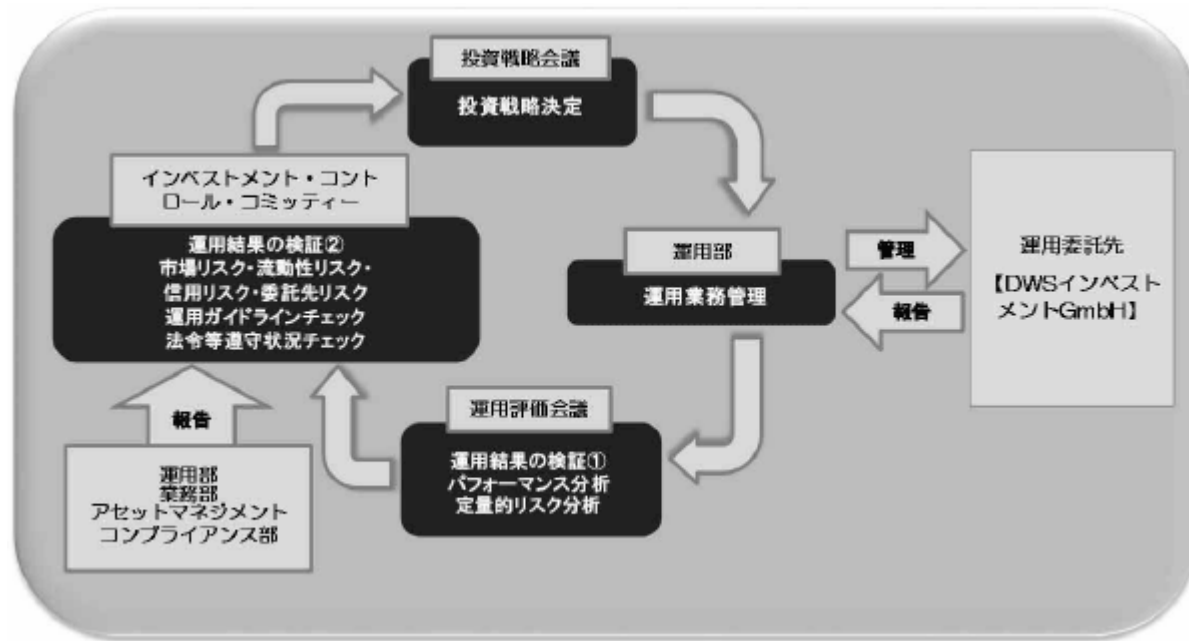 投資戦略会議
投資戦略決定
インベストメント・コント
ロール・コミッティー
運用結果の検証②
市場リスク・流動性リスク・
信用リスク・委託先リスク
運用ガイドラインチェック
法令等遵守状況チェック
運用部
運用業務管理
管理
報告
運用委託先
【DWSインベスト
メントGmbH】
運用評価会議
運用結果の検証①
パフォーマンス分析
定量的リスク分析
報告
運用部
業務部
アセットマネジメント
コンプライアンス部